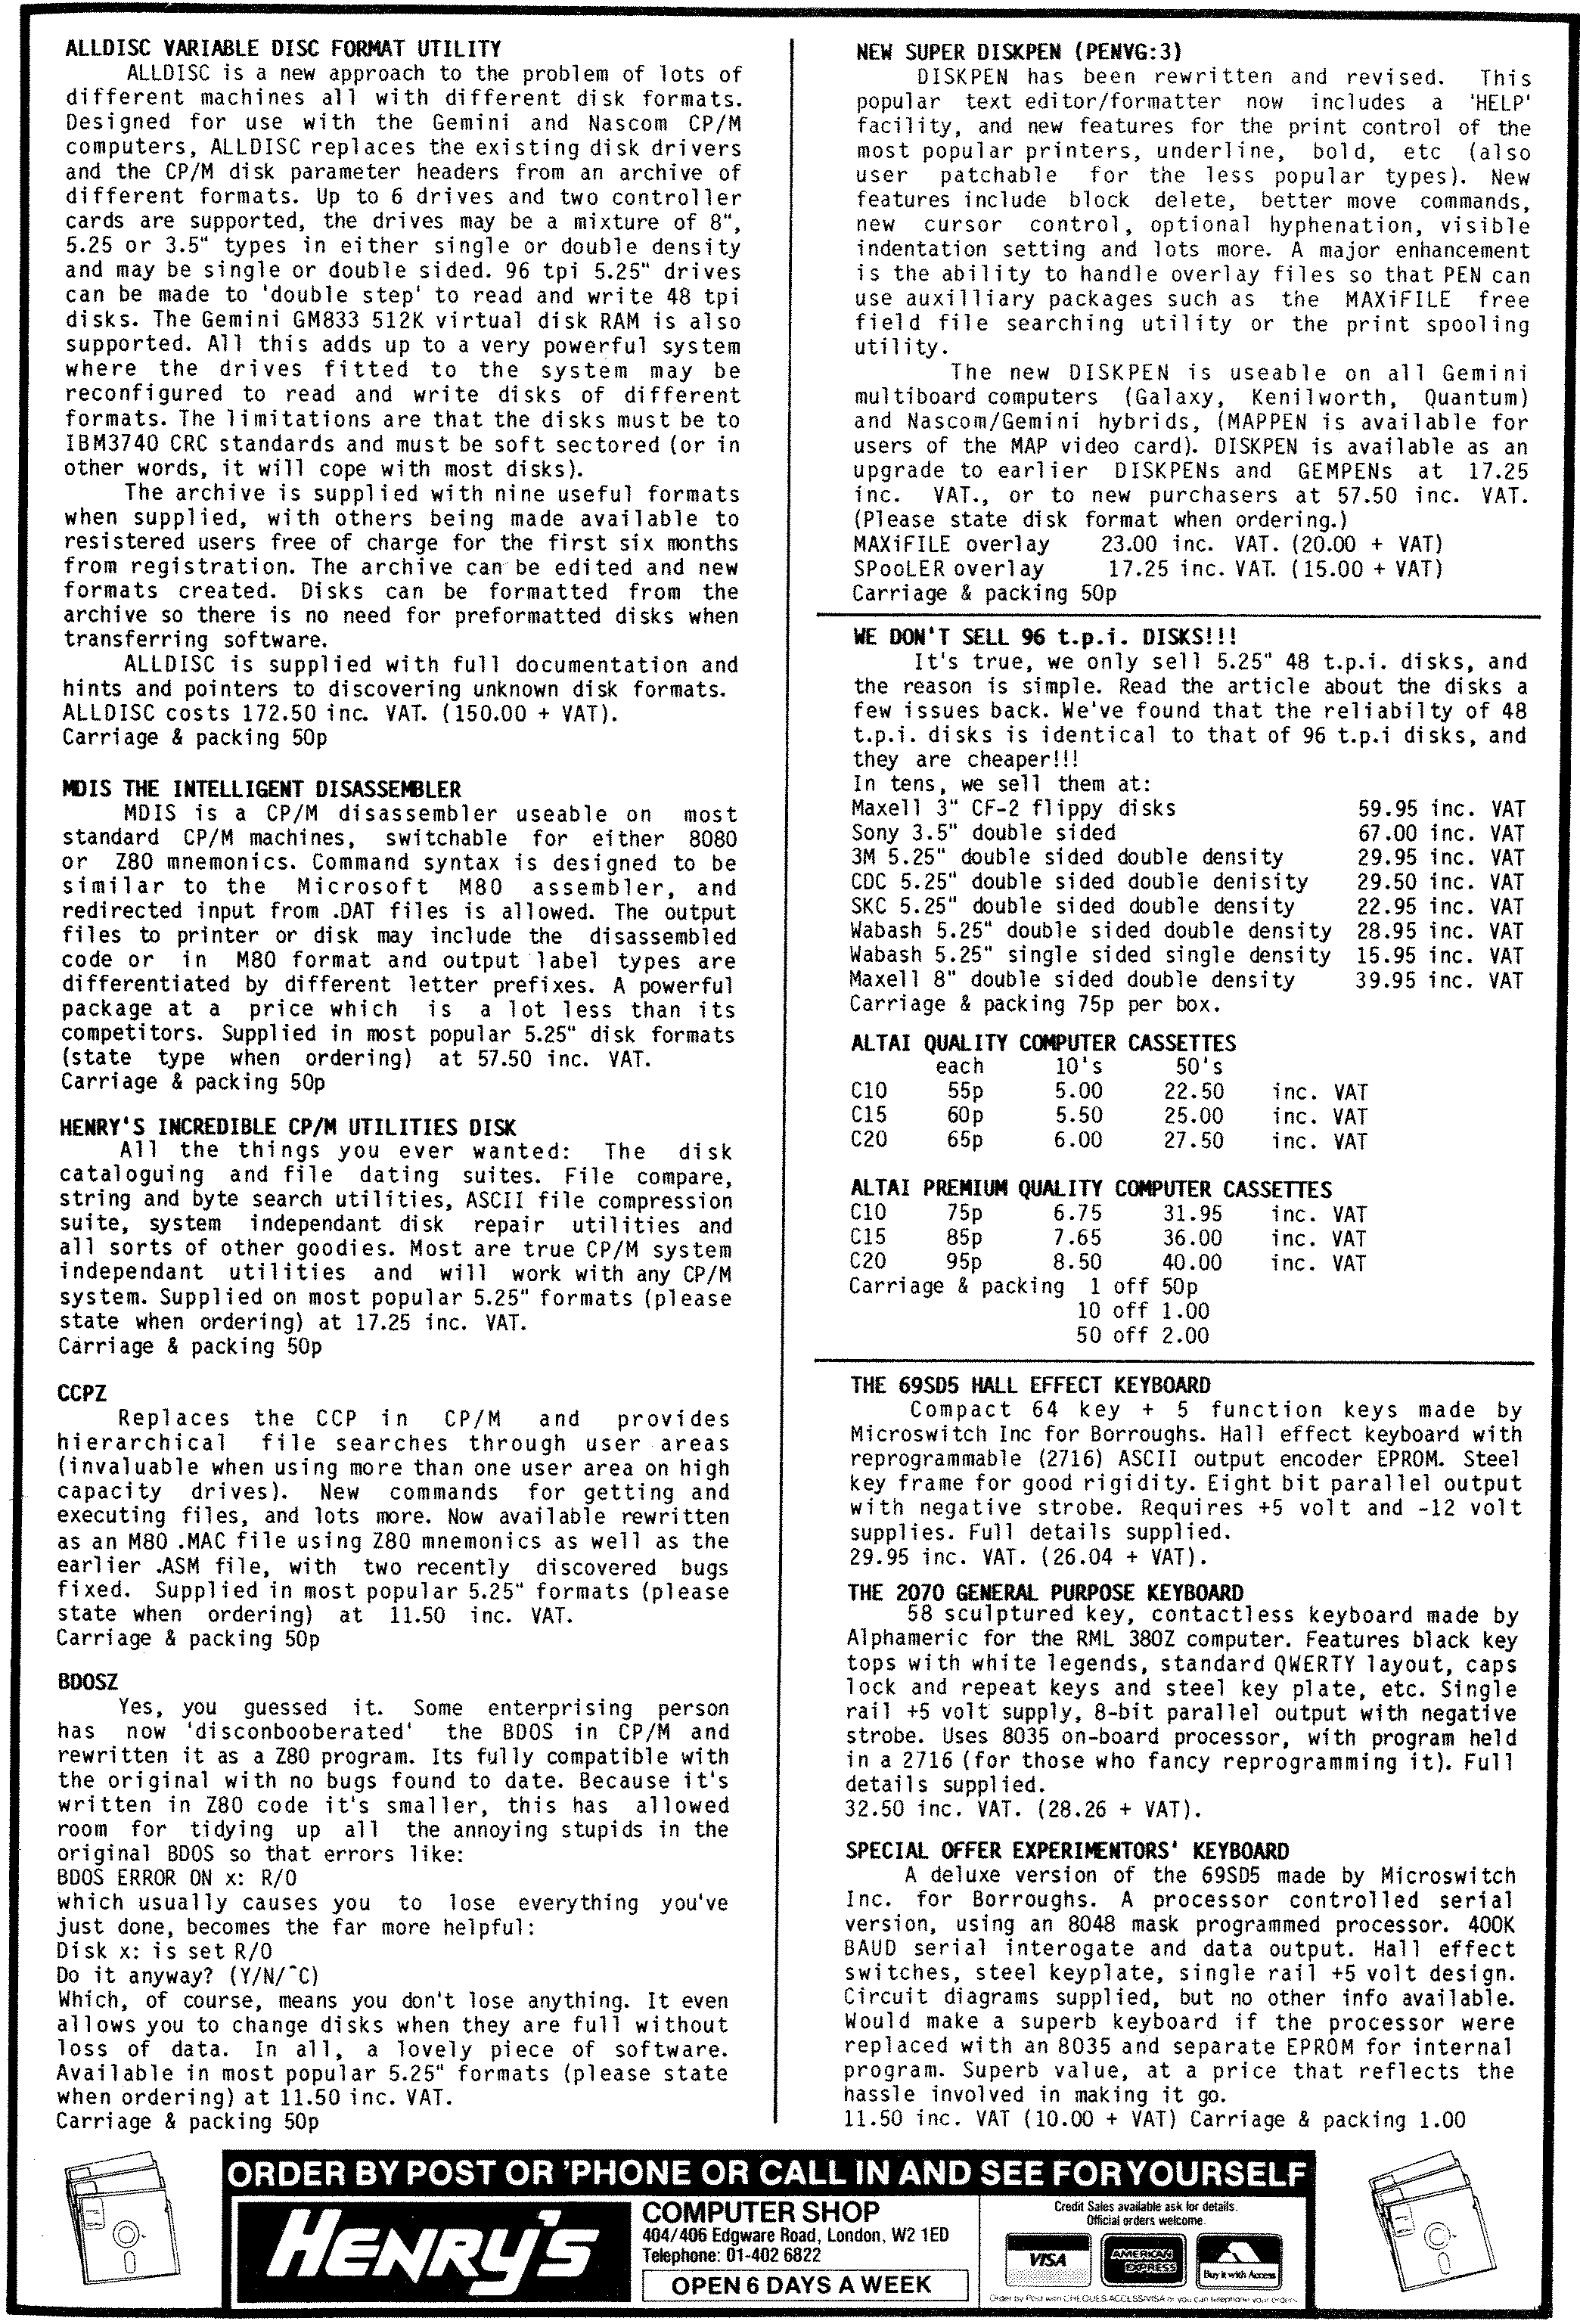 ALLDISC VARIABLE DISC FORMAT UTILITY
ALLDISC is a new approach to the problem of lots of
different machines all with different disk formats.
Designed for use with the Gemini and Nascom CP/M
computers, ALLDISC replaces the existing disk drivers
and the CP/M disk parameter headers from an archive of
different formats. Up to 6 drives and two controller
cards are supported, the drives may be a mixture of 8",
5.25 or 3.5" types in either single or double density
and may be single or double sided. 96 tpi 5.25" drives
can be made to 'double step' to read and write 48 tpi
disks. The Gemini GM833 512K virtual disk RAM is also
supported. All this adds up to a very powerful system
where the drives fitted to the system may be
reconfigured to read and write disks of different
formats. The limitations are that the disks must be to
IBM3740 CRC standards and must be soft sectored (or in
other words, it will cope with most disks).
The archive is supplied with nine useful formats
when supplied, with others being made available to
resistered users free of charge for the first six months
from registration. The archive can be edited and new
formats created. Disks can be formatted from the
archive so there is no need for preformatted disks when
transferring software.
ALLDISC is supplied with full documentation and
hints and pointers to discovering unknown disk formats.
ALLDISC costs 172.50 inc. VAT. (150.00 + VAT).
Carriage & packing 50p
MDIS THE INTELLIGENT DISASSEMBLER
MDIS is a CP/M disassembler useable on most
standard CP/M machines, switchable for either 8080
or Z80 mnemonics. Command syntax is designed to be
similar to the Microsoft M80 assembler, and
redirected input from .DAT files is allowed. The output
files to printer or disk may include the disassembled
code or in M80 format and output label types are
differentiated by different letter prefixes. A powerful
package at a price which is a lot less than its
competitors. Supplied in most popular 5.25" disk formats
(state type when ordering) at 57.50 inc. VAT.
Carriage & packing 50p
HENRY'S INCREDIBLE CP/M UTILITIES DISK
All the things you ever wanted: The disk
cataloguing and file dating suites. File compare,
string and byte search utilities, ASCII file compression
suite, system independant disk repair utilities and
all sorts of other goodies. Most are true CP/M system
independant utilities and will work with any CP/M
system. Supplied on most popular 5.25" formats (please
state when ordering) at 17.25 inc. VAT.
Carriage & packing 50p
CCPZ
Replaces the CCP in CP/M and provides
hierarchical file searches through user areas
(invaluable when using more than one user area on high
capacity drives). New commands for getting and
executing files, and lots more. Now available rewritten
as an M80 .MAC file using Z80 mnemonics as well as the
earlier .ASM file, with two recently discovered bugs
fixed. Supplied in most popular 5.25" formats (please
state when ordering) at 11.50 inc. VAT.
Carriage & packing 50p
BDOSZ
Yes, you guessed it. Some enterprising person
has now 'disconbooberated' the BDOS in CP/M and
rewritten it as a Z80 program. Its fully compatible with
the original with no bugs found to date. Because it's
written in Z80 code it's smaller, this has allowed
room for tidying up all the annoying stupids in the
original BDOS so that errors like:
BDOS ERROR ON x: R/O
which usually causes you to lose everything you've
just done, becomes the far more helpful:
Disk x: is set R/O
Do it anyway? (Y/N/^C)
Which, of course, means you don't lose anything. It even
allows you to change disks when they are full without
loss of data. In all, a lovely piece of software.
Available in most popular 5.25" formats (please state
when ordering) at 11.50 inc. VAT.
Carriage & packing 50p
NEW SUPER DISKPEN (PENVG:3)
DISKPEN has been rewritten and revised. This
popular text editor/formatter now includes a 'HELP'
facility, and new features for the print control of the
most popular printers, underline, bold, etc (also
user patchable for the less popular types). New
features include block delete, better move commands,
new cursor control, optional hyphenation, visible
indentation setting and lots more. A major enhancement
is the ability to handle overlay files so that PEN can
use auxilliary packages such as the MAXiFILE free
field file searching utility or the print spooling
utility.
The new DISKPEN is useable on all Gemini
multiboard computers (Galaxy, Kenilworth, Quantum)
and Nascom/Gemini hybrids, (MAPPEN is available for
users of the MAP video card). DISKPEN is available as an
upgrade to earlier DISKPENs and GEMPENs at 17.25
inc. VAT., or to new purchasers at 57.50 inc. VAT.
(Please state disk format when ordering.)
MAXiFILE overlay 23.00 inc. VAT. (20.00 + VAT)
SPooLER overlay 17.25 inc. VAT. (15.00 + VAT)
Carriage & packing 50p
WE DON'T SELL 96 t.p.i. DISKS!!!
It's true, we only sell 5.25" 48 t.p.i. disks, and
the reason is simple. Read the article about the disks a
few issues back. We've found that the reliabilty of 48
t.p.i. disks is identical to that of 96 t.p.i disks, and
they are cheaper!!!
In tens, we sell them at:
Maxell 3" CF-2 flippy disks 59.95 inc. VAT
Sony 3.5" double sided 67.00 inc. VAT
3M 5.25" double sided double density 29.95 inc. VAT
CDC 5.25" double sided double denisity 29.50 inc. VAT
SKC 5.25" double sided double density 22.95 inc. VAT
Wabash 5.25" double sided double density 28.95 inc. VAT
Wabash 5.25" single sided single density 15.95 inc. VAT
Maxell 8" double sided double density 39.95 inc. VAT
Carriage & packing 75p per box.
ALTAI QUALITY COMPUTER CASSETTES
each 10's 50's
C10 55p 5.00 22.50 inc. VAT
C15 60p 5.50 25.00 inc. VAT
C20 65p 6.00 27.50 inc. VAT
ALTAI PREMIUM QUALITY COMPUTER CASSETTES
C10 75p 6.75 31.95 inc. VAT
C15 85p 7.65 36.00 inc. VAT
C20 95p 8.50 40.00 inc. VAT
Carriage & packing 1 off 50p
10 off 1.00
50 off 2.00
THE 69SD5 HALL EFFECT KEYBOARD
Compact 64 key + 5 function keys made by
Microswitch Inc for Borroughs. Hall effect keyboard with
reprogrammable (2716) ASCII output encoder EPROM. Steel
key frame for good rigidity. Eight bit parallel output
with negative strobe. Requires +5 volt and -12 volt
supplies. Full details supplied.
29.95 inc. VAT. (26.04 + VAT).
THE 2070 GENERAL PURPOSE KEYBOARD
58 sculptured key, contactless keyboard made by
Alphameric for the RML 380Z computer. Features black key
tops with white legends, standard QWERTY layout, caps
lock and repeat keys and steel key plate, etc. Single
rail +5 volt supply, 8-bit parallel output with negative
strobe. Uses 8035 on-board processor, with program held
in a 2716 (for those who fancy reprogramming it). Full
details supplied.
32.50 inc. VAT. (28.26 + VAT).
SPECIAL OFFER EXPERIMENTORS' KEYBOARD
A deluxe version of the 69SD5 made by Microswitch
Inc. for Borroughs. A processor controlled serial
version, using an 8048 mask programmed processor. 400K
BAUD serial interogate and data output. Hall effect
switches, steel keyplate, single rail +5 volt design.
Circuit diagrams supplied, but no other info available.
Would make a superb keyboard if the processor were
replaced with an 8035 and separate EPROM for internal
program. Superb value, at a price that reflects the
hassle involved in making it go.
11.50 inc. VAT (10.00 + VAT) Carriage & packing 1.00
ORDER BY POST OR 'PHONE OR CALL IN AND SEE FOR YOURSELF
HENRY'S
COMPUTER SHOP
404/406 Edgware Road, London, W2 1ED
Telephone: 01-402 6822
OPEN 6 DAYS A WEEK
Credit Sales available ask for details.
Official orders welcome.
VISA
AMERICAN EXPRESS
Buy it with Access
Order by Post with CHEQUES ACCESS/VISA or you can telephone your orders